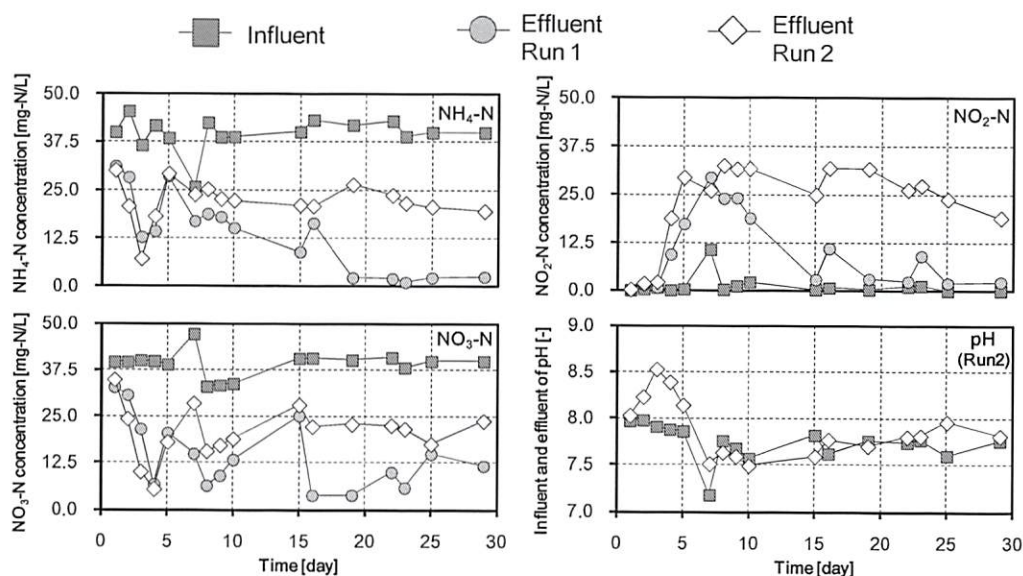 Influent
Effluent
Run 1
Effluent
Run 2
NH₄-N concentration [mg-N/L]
50.0
37.5
25.0
12.5
0.0
NH₄-N
NO₂-N concentration [mg-N/L]
50.0
37.5
25.0
12.5
0.0
NO₂-N
NO₃-N concentration [mg-N/L]
50.0
37.5
25.0
12.5
0.0
NO₃-N
0 5 10 15 20 25 30
Time [day]
Influent and effluent of pH [-]
9.0
8.5
8.0
7.5
7.0
pH
(Run2)
0 5 10 15 20 25 30
Time [day]